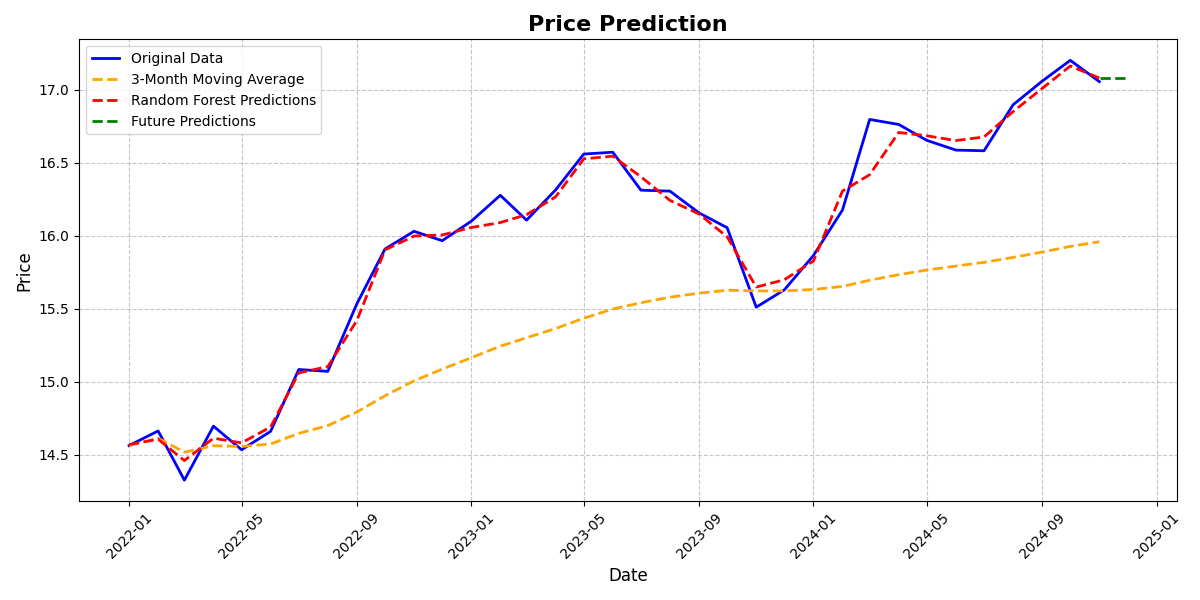 Price Prediction
Original Data
3-Month Moving Average
Random Forest Predictions
Future Predictions
17.0
16.5
16.0
15.5
15.0
14.5
Price
2022-01
2022-05
2022-09
2023-01
2023-05
2023-09
2024-01
2024-05
2024-09
2025-01
Date